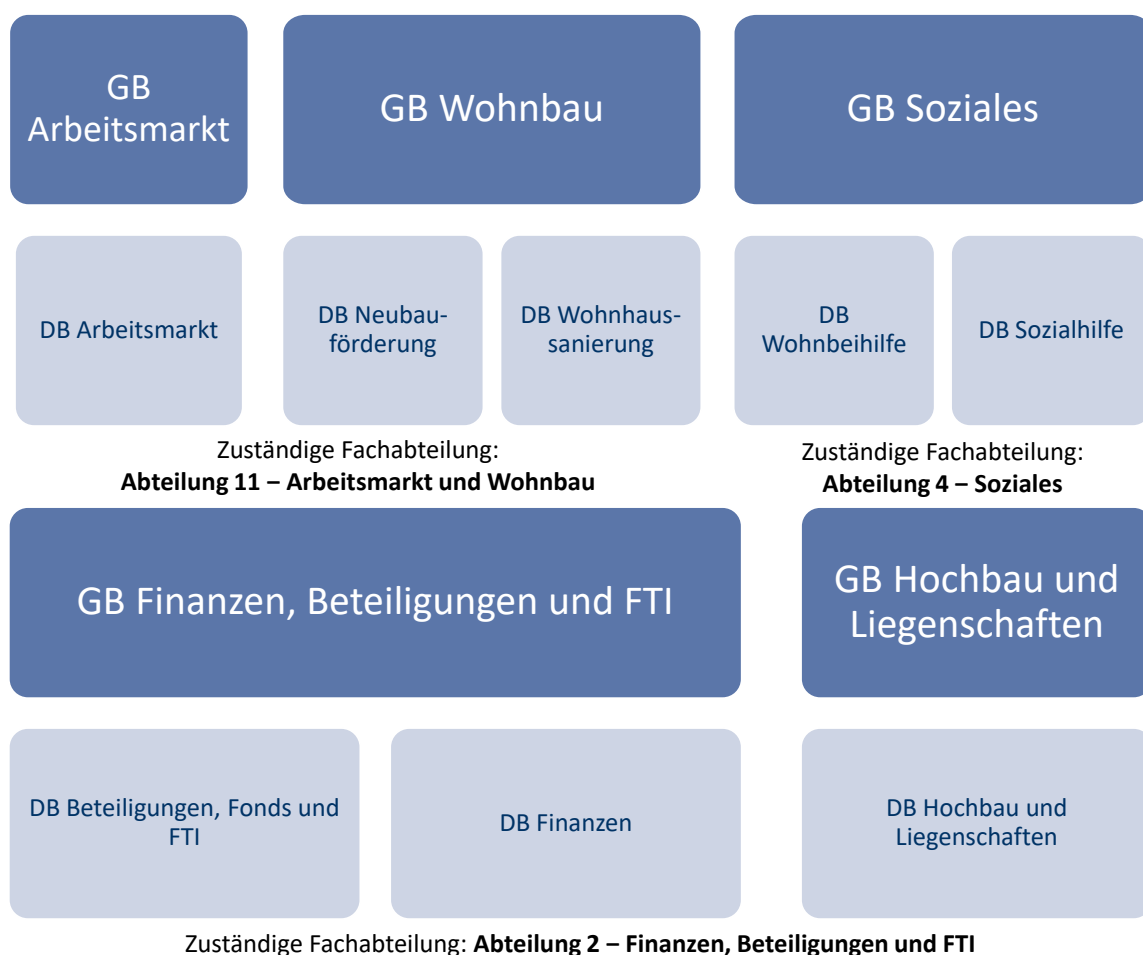 GB
Arbeitsmarkt
GB Wohnbau
GB Soziales
DB Arbeitsmarkt
DB Neubau-
förderung
DB Wohnhaus-
sanierung
DB
Wohnbeihilfe
DB Sozialhilfe
Zuständige Fachabteilung:
Abteilung 11 – Arbeitsmarkt und Wohnbau
Zuständige Fachabteilung:
Abteilung 4 – Soziales
GB Finanzen, Beteiligungen und FTI
GB Hochbau und
Liegenschaften
DB Beteiligungen, Fonds und
FTI
DB Finanzen
DB Hochbau und
Liegenschaften
Zuständige Fachabteilung: Abteilung 2 – Finanzen, Beteiligungen und FTI